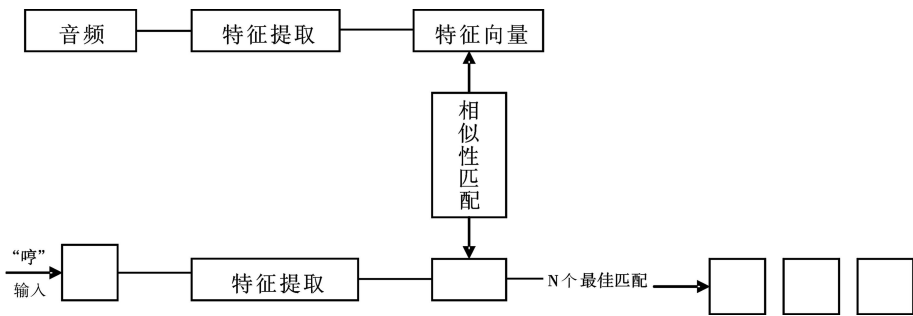 音频
特征提取
特征向量
相似性匹配
“哼”
输入
特征提取
N个最佳匹配